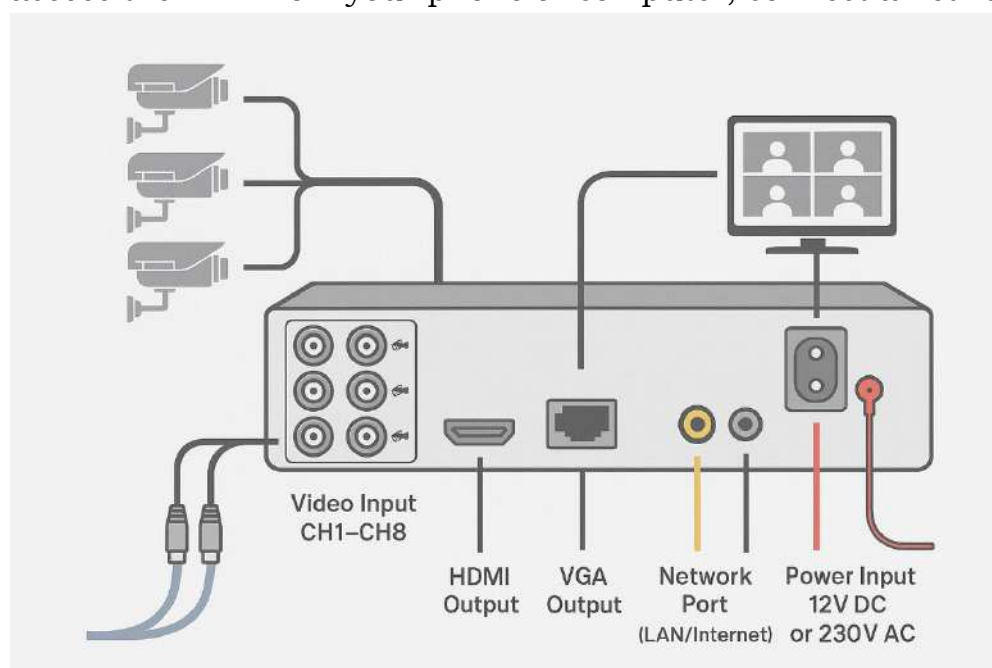 Video Input
CH1–CH8
HDMI
Output
VGA
Output
Network
Port
(LAN/Internet)
Power Input
12V DC
or 230V AC